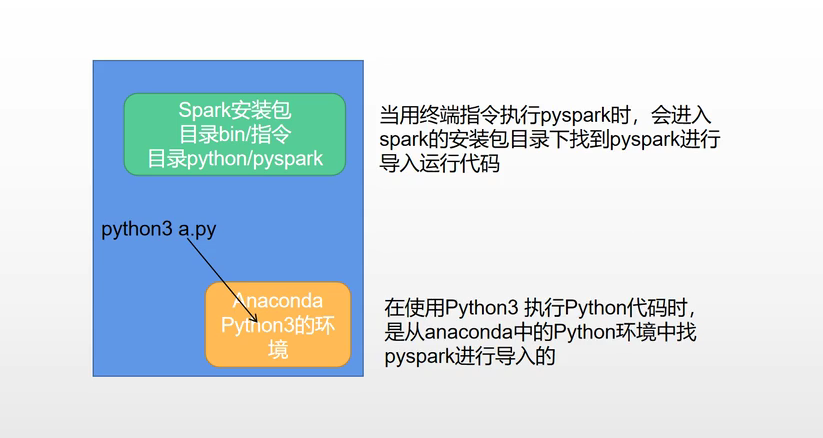 Spark安装包
目录bin/指令
目录python/pyspark
当用终端指令执行pyspark时，会进入
spark的安装包目录下找到pyspark进行
导入运行代码
python3 a.py
Anaconda
Python3的环
境
在使用Python3 执行Python代码时，
是从anaconda中的Python环境中找
pyspark进行导入的